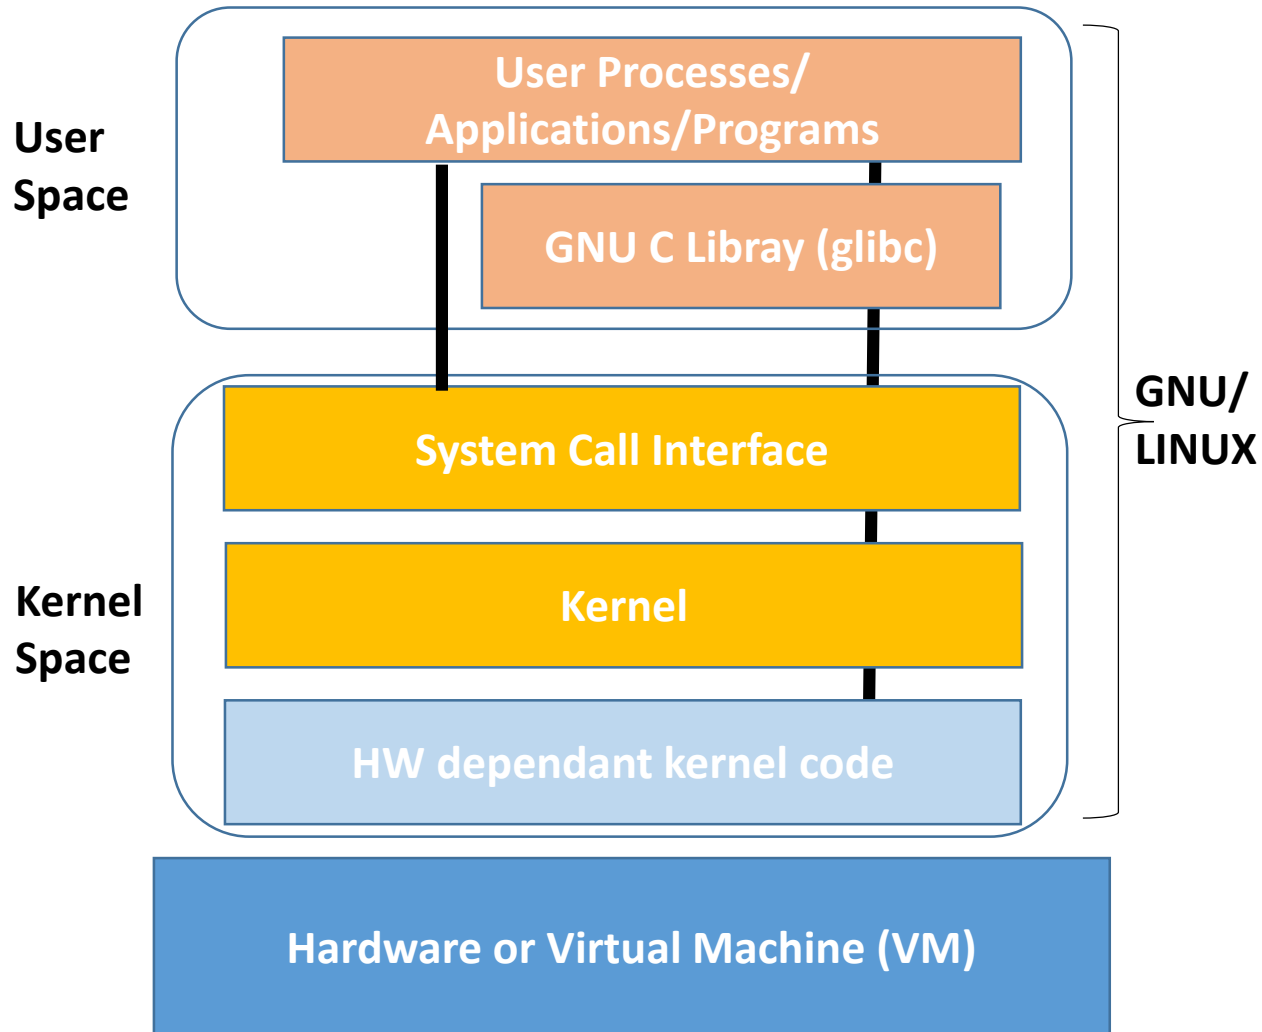 User Processes/
Applications/Programs
User
Space
GNU C Libray (glibc)
GNU/
LINUX
System Call Interface
Kernel
Space
Kernel
HW dependant kernel code
Hardware or Virtual Machine (VM)